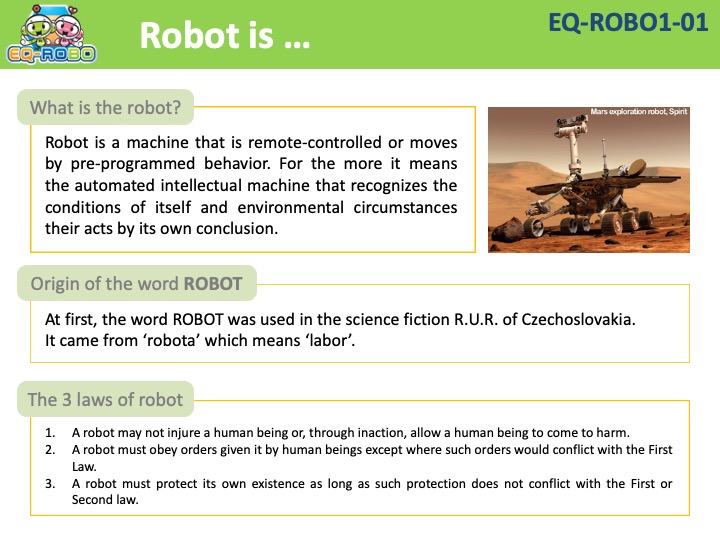 EQ-ROBO
Robot is ...
EQ-ROBO1-01
What is the robot?
Robot is a machine that is remote-controlled or moves
by pre-programmed behavior. For the more it means
the automated intellectual machine that recognizes the
conditions of itself and environmental circumstances
their acts by its own conclusion.
Mars exploration robot, Spirit
Origin of the word ROBOT
At first, the word ROBOT was used in the science fiction R.U.R. of Czechoslovakia.
It came from ‘robota’ which means ‘labor’.
The 3 laws of robot
1. A robot may not injure a human being or, through inaction, allow a human being to come to harm.
2. A robot must obey orders given it by human beings except where such orders would conflict with the First
Law.
3. A robot must protect its own existence as long as such protection does not conflict with the First or
Second law.